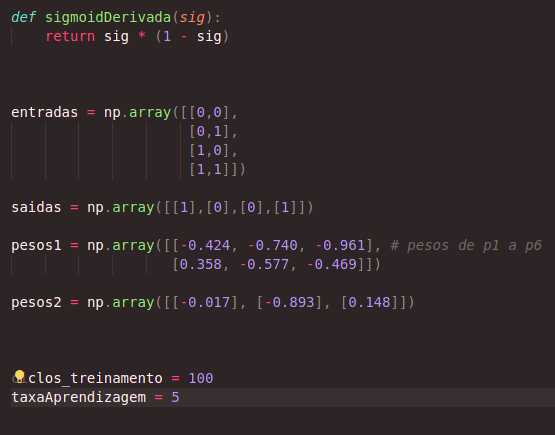 def sigmoidDerivada(sig):
    return sig * (1 - sig)
entradas = np.array([[0,0],
                     [0,1],
                     [1,0],
                     [1,1]])
saidas = np.array([[1],[0],[0],[1]])
pesos1 = np.array([[-0.424, -0.740, -0.961], # pesos de p1 a p6
                   [0.358, -0.577, -0.469]])
pesos2 = np.array([[-0.017], [-0.893], [0.148]])
ciclos_treinamento = 100
taxaAprendizagem = 5